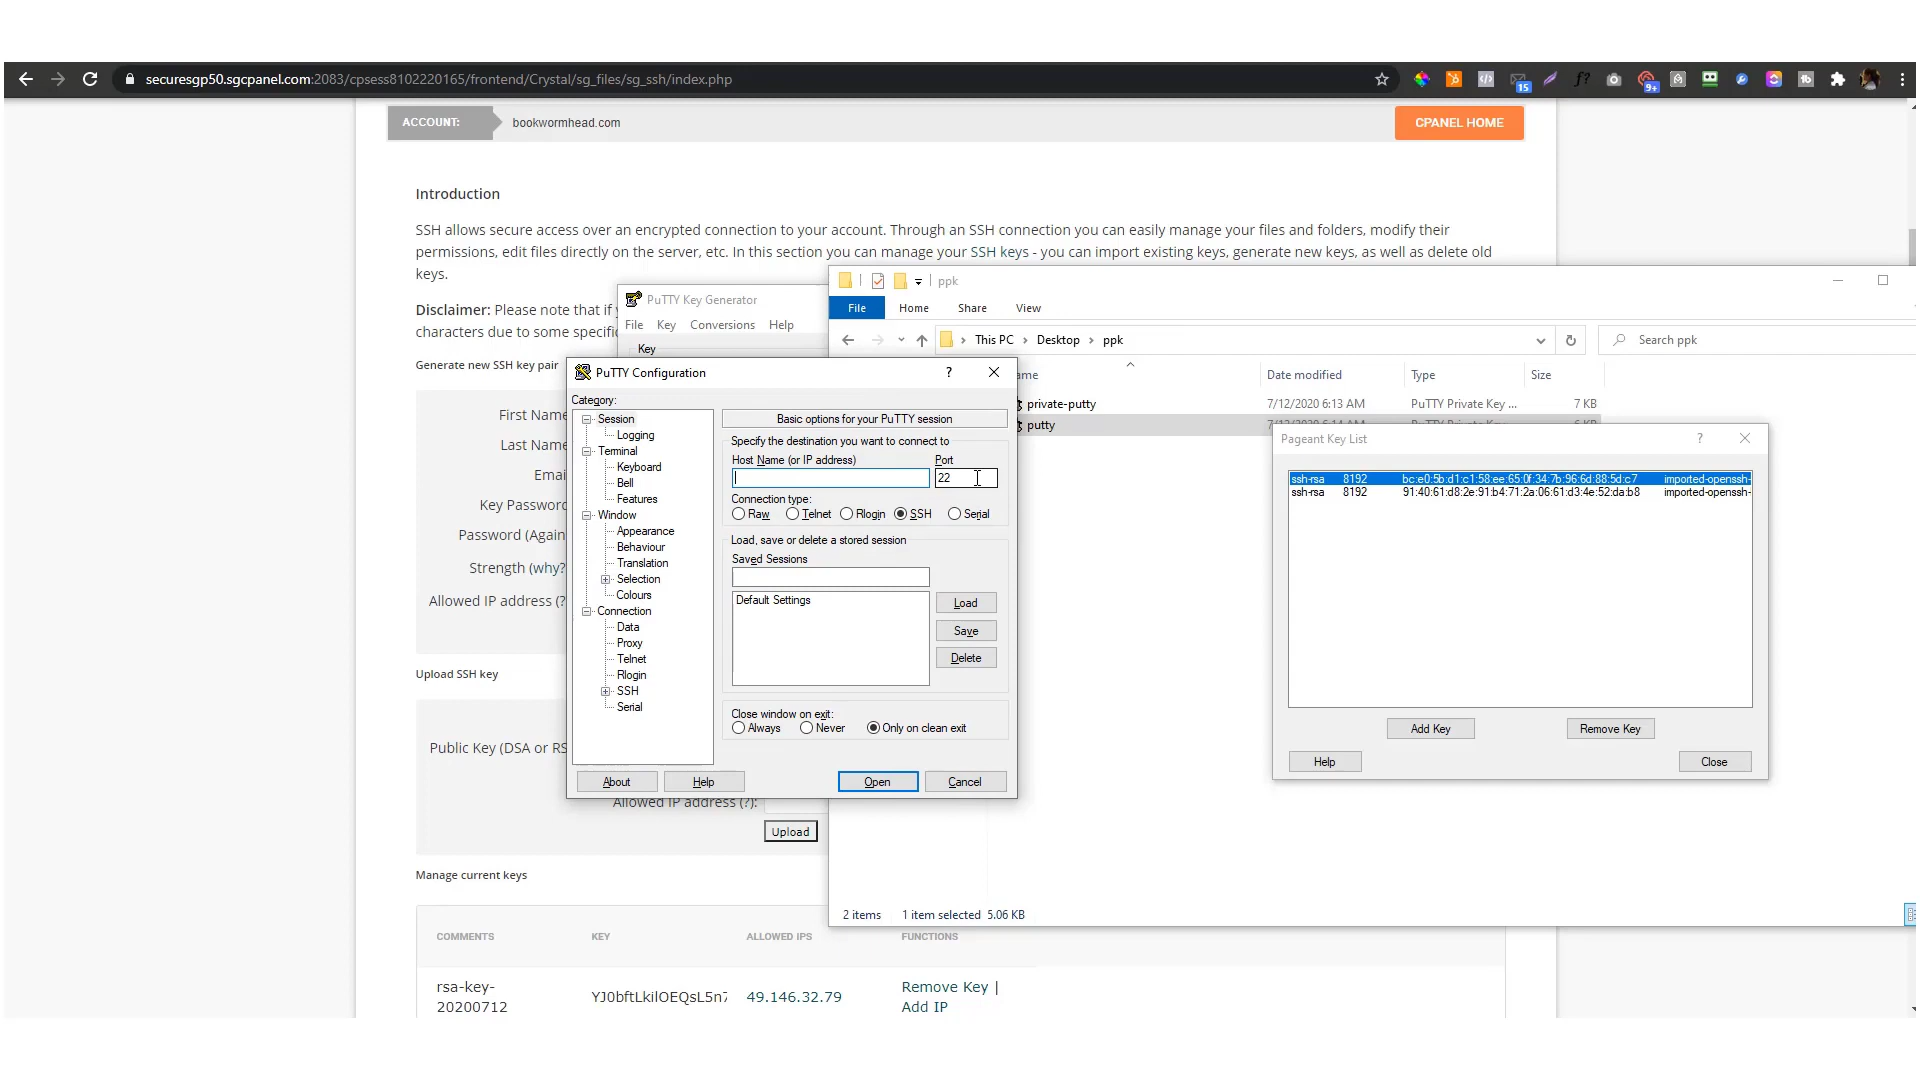 securesgp50.sgcpanel.com:2083/cpsess8102220165/frontend/Crystal/sg_files/sg_ssh/index.php
15
9+
ACCOUNT:
bookwormhead.com
CPANEL HOME
Introduction
SSH allows secure access over an encrypted connection to your account. Through an SSH connection you can easily manage your files and folders, modify their
permissions, edit files directly on the server, etc. In this section you can manage your SSH keys - you can import existing keys, generate new keys, as well as delete old
keys.
Disclaimer: Please note that if
characters due to some specifi
Generate new SSH key pair
First Name
Last Name
Email
Key Password
Password (Again
Strength (why?
Allowed IP address (?
Upload SSH key
Public Key (DSA or RS
Allowed IP address (?):
Upload
Manage current keys
COMMENTS
KEY
ALLOWED IPS
FUNCTIONS
rsa-key-
20200712
YJ0bftLkilOEQsL5n7
49.146.32.79
Remove Key |
Add IP
PuTTY Key Generator
File
Key
Conversions
Help
Key
ppk
File
Home
Share
View
This PC
Desktop
ppk
Search ppk
ame
Date modified
Type
Size
private-putty
7/12/2020 6:13 AM
PuTTY Private Key ...
7 KB
putty
2 items
1 item selected 5.06 KB
PuTTY Configuration
?
Category:
Session
Logging
Terminal
Keyboard
Bell
Features
Window
Appearance
Behaviour
Translation
Selection
Colours
Connection
Data
Proxy
Telnet
Rlogin
SSH
Serial
Basic options for your PuTTY session
Specify the destination you want to connect to
Host Name (or IP address)
Port
22
Connection type:
Raw
Telnet
Rlogin
SSH
Serial
Load, save or delete a stored session
Saved Sessions
Default Settings
Load
Save
Delete
Close window on exit:
Always
Never
Only on clean exit
About
Help
Open
Cancel
Pageant Key List
?
ssh-rsa 8192 bc:e0:5b:d1:c1:58:ee:65:0f:34:7b:96:6d:88:5d:c7 imported-openssh-
ssh-rsa 8192 91:40:61:d8:2e:91:b4:71:2a:06:61:d3:4e:52:da:b8 imported-openssh-
Add Key
Remove Key
Help
Close